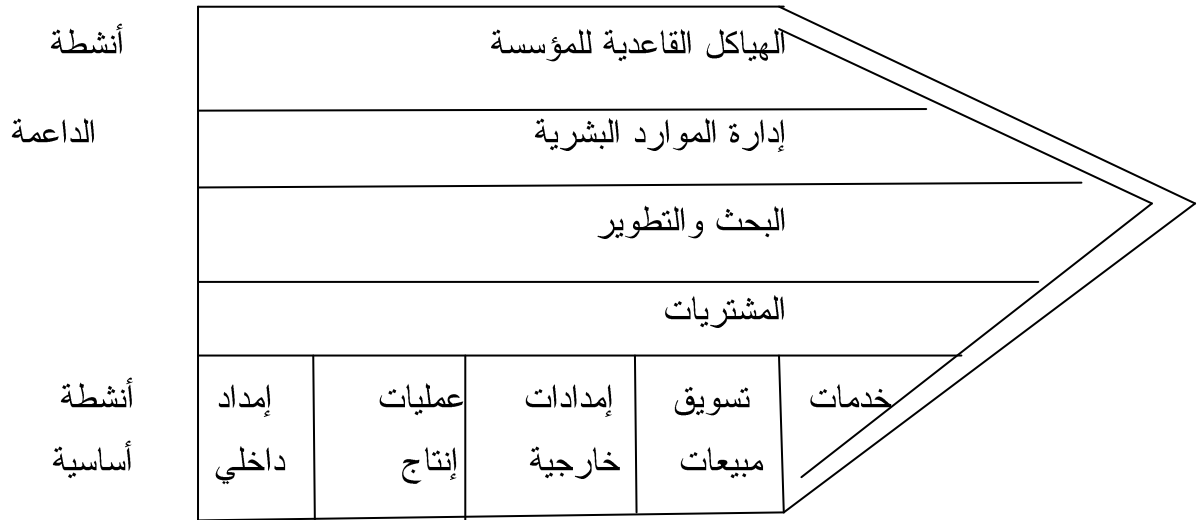 أنشطة
الداعمة
الهياكل القاعدية للمؤسسة
إدارة الموارد البشرية
البحث والتطوير
المشتريات
أنشطة
أساسية
إمداد
داخلي
عمليات
إنتاج
إمدادات
خارجية
تسويق
مبيعات
خدمات